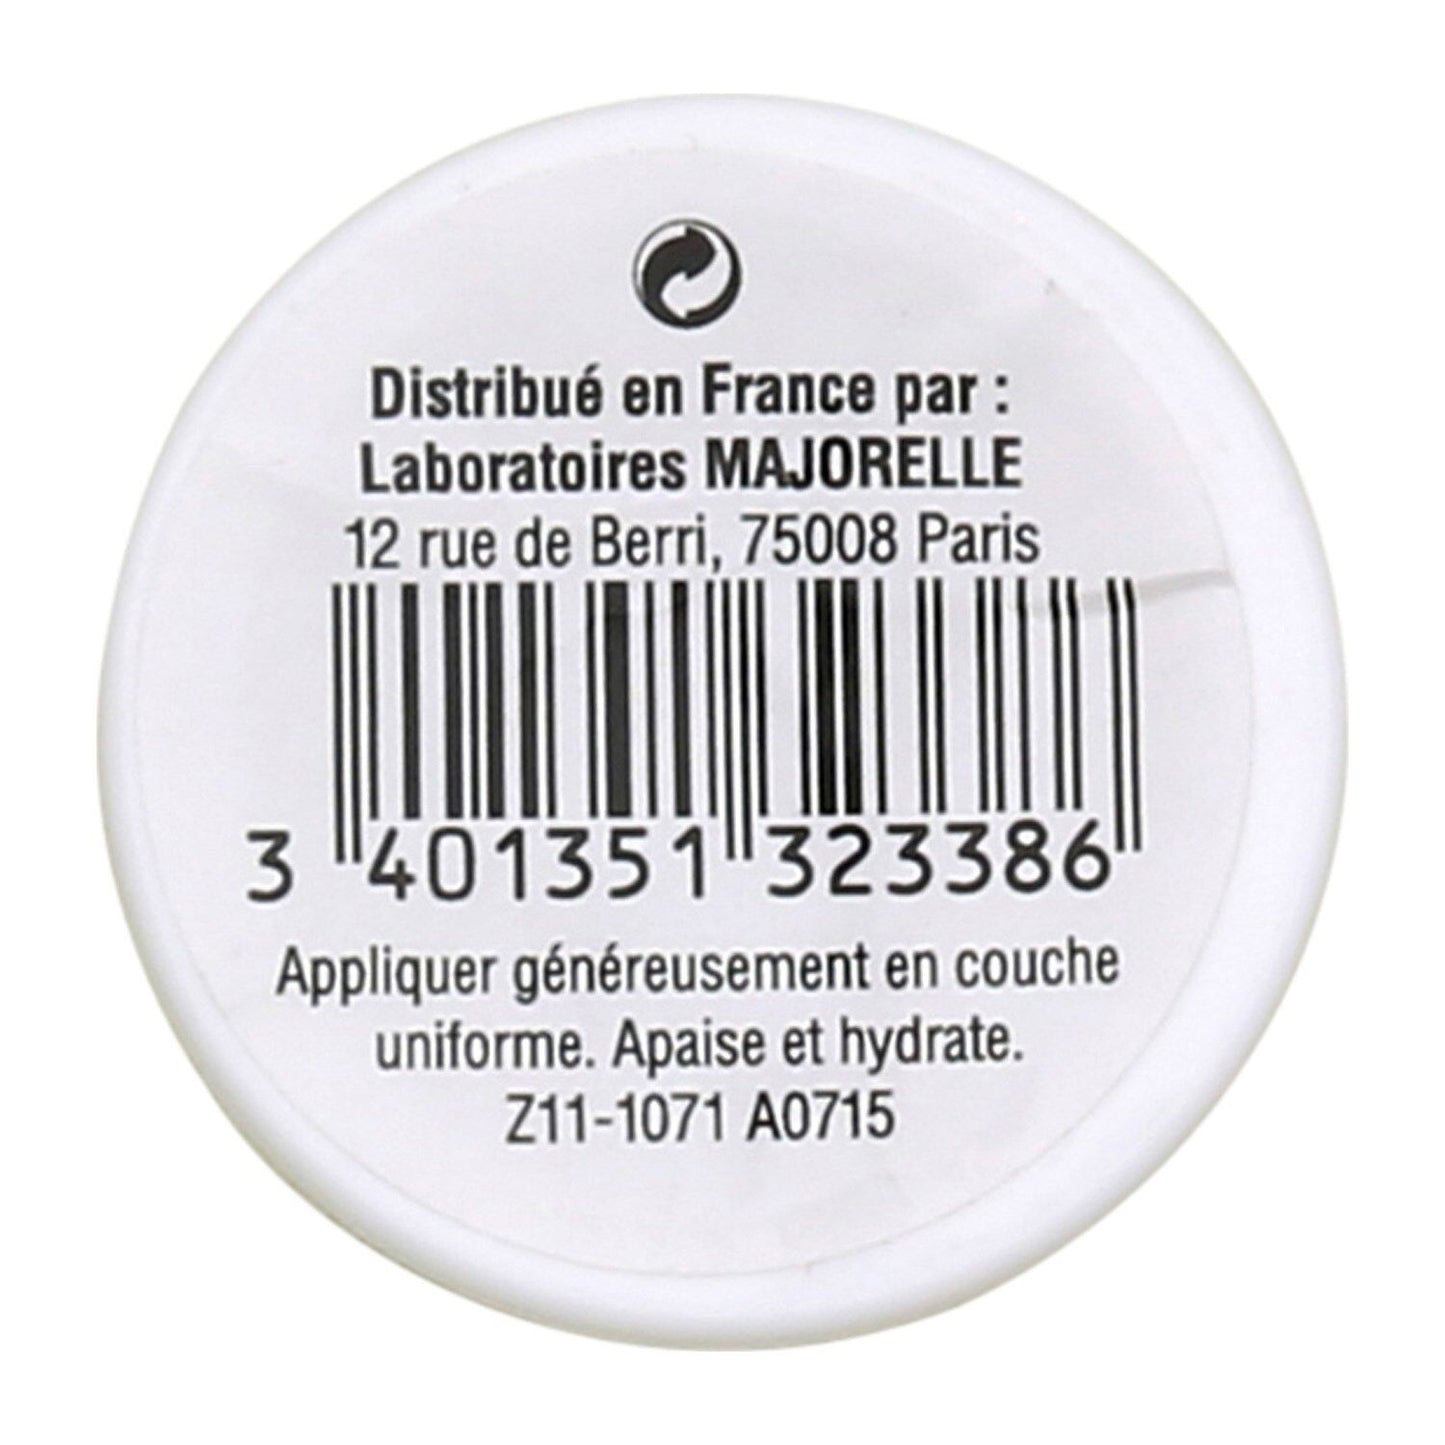 Distribué en France par :
Laboratoires MAJORELLE
12 rue de Berri, 75008 Paris
3 401351 323386
Appliquer généreusement en couche
uniforme. Apaise et hydrate.
Z11-1071 A0715